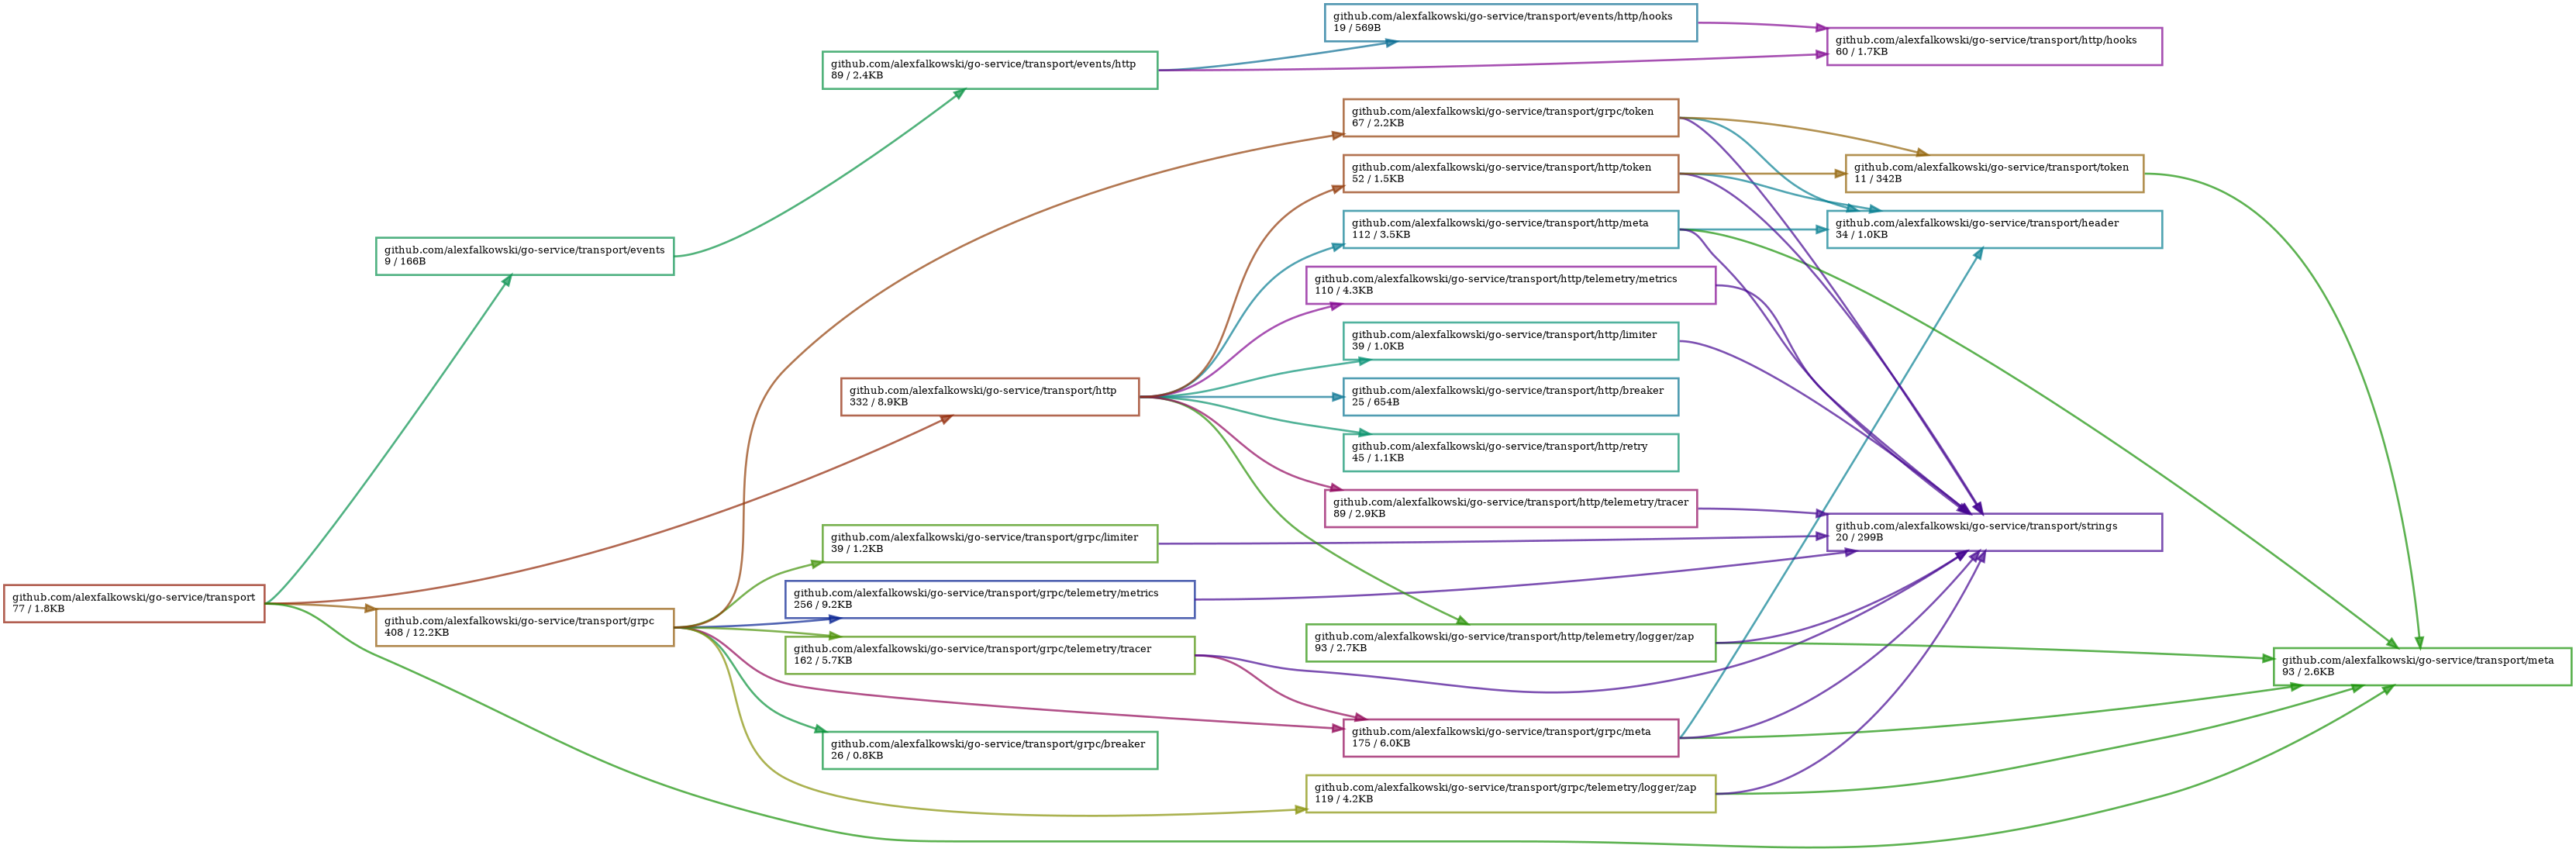 github.com/alexfalkowski/go-service/transport/events/http/hooks
19 / 569B
github.com/alexfalkowski/go-service/transport/http/hooks
60 / 1.7KB
github.com/alexfalkowski/go-service/transport/events/http
89 / 2.4KB
github.com/alexfalkowski/go-service/transport/grpc/token
67 / 2.2KB
github.com/alexfalkowski/go-service/transport/http/token
52 / 1.5KB
github.com/alexfalkowski/go-service/transport/token
11 / 342B
github.com/alexfalkowski/go-service/transport/http/meta
112 / 3.5KB
github.com/alexfalkowski/go-service/transport/header
34 / 1.0KB
github.com/alexfalkowski/go-service/transport/events
9 / 166B
github.com/alexfalkowski/go-service/transport/http/telemetry/metrics
110 / 4.3KB
github.com/alexfalkowski/go-service/transport/http/limiter
39 / 1.0KB
github.com/alexfalkowski/go-service/transport/http
332 / 8.9KB
github.com/alexfalkowski/go-service/transport/http/breaker
25 / 654B
github.com/alexfalkowski/go-service/transport/http/retry
45 / 1.1KB
github.com/alexfalkowski/go-service/transport/http/telemetry/tracer
89 / 2.9KB
github.com/alexfalkowski/go-service/transport/strings
20 / 299B
github.com/alexfalkowski/go-service/transport/grpc/limiter
39 / 1.2KB
github.com/alexfalkowski/go-service/transport
77 / 1.8KB
github.com/alexfalkowski/go-service/transport/grpc/telemetry/metrics
256 / 9.2KB
github.com/alexfalkowski/go-service/transport/grpc
408 / 12.2KB
github.com/alexfalkowski/go-service/transport/http/telemetry/logger/zap
93 / 2.7KB
github.com/alexfalkowski/go-service/transport/grpc/telemetry/tracer
162 / 5.7KB
github.com/alexfalkowski/go-service/transport/meta
93 / 2.6KB
github.com/alexfalkowski/go-service/transport/grpc/meta
175 / 6.0KB
github.com/alexfalkowski/go-service/transport/grpc/breaker
26 / 0.8KB
github.com/alexfalkowski/go-service/transport/grpc/telemetry/logger/zap
119 / 4.2KB